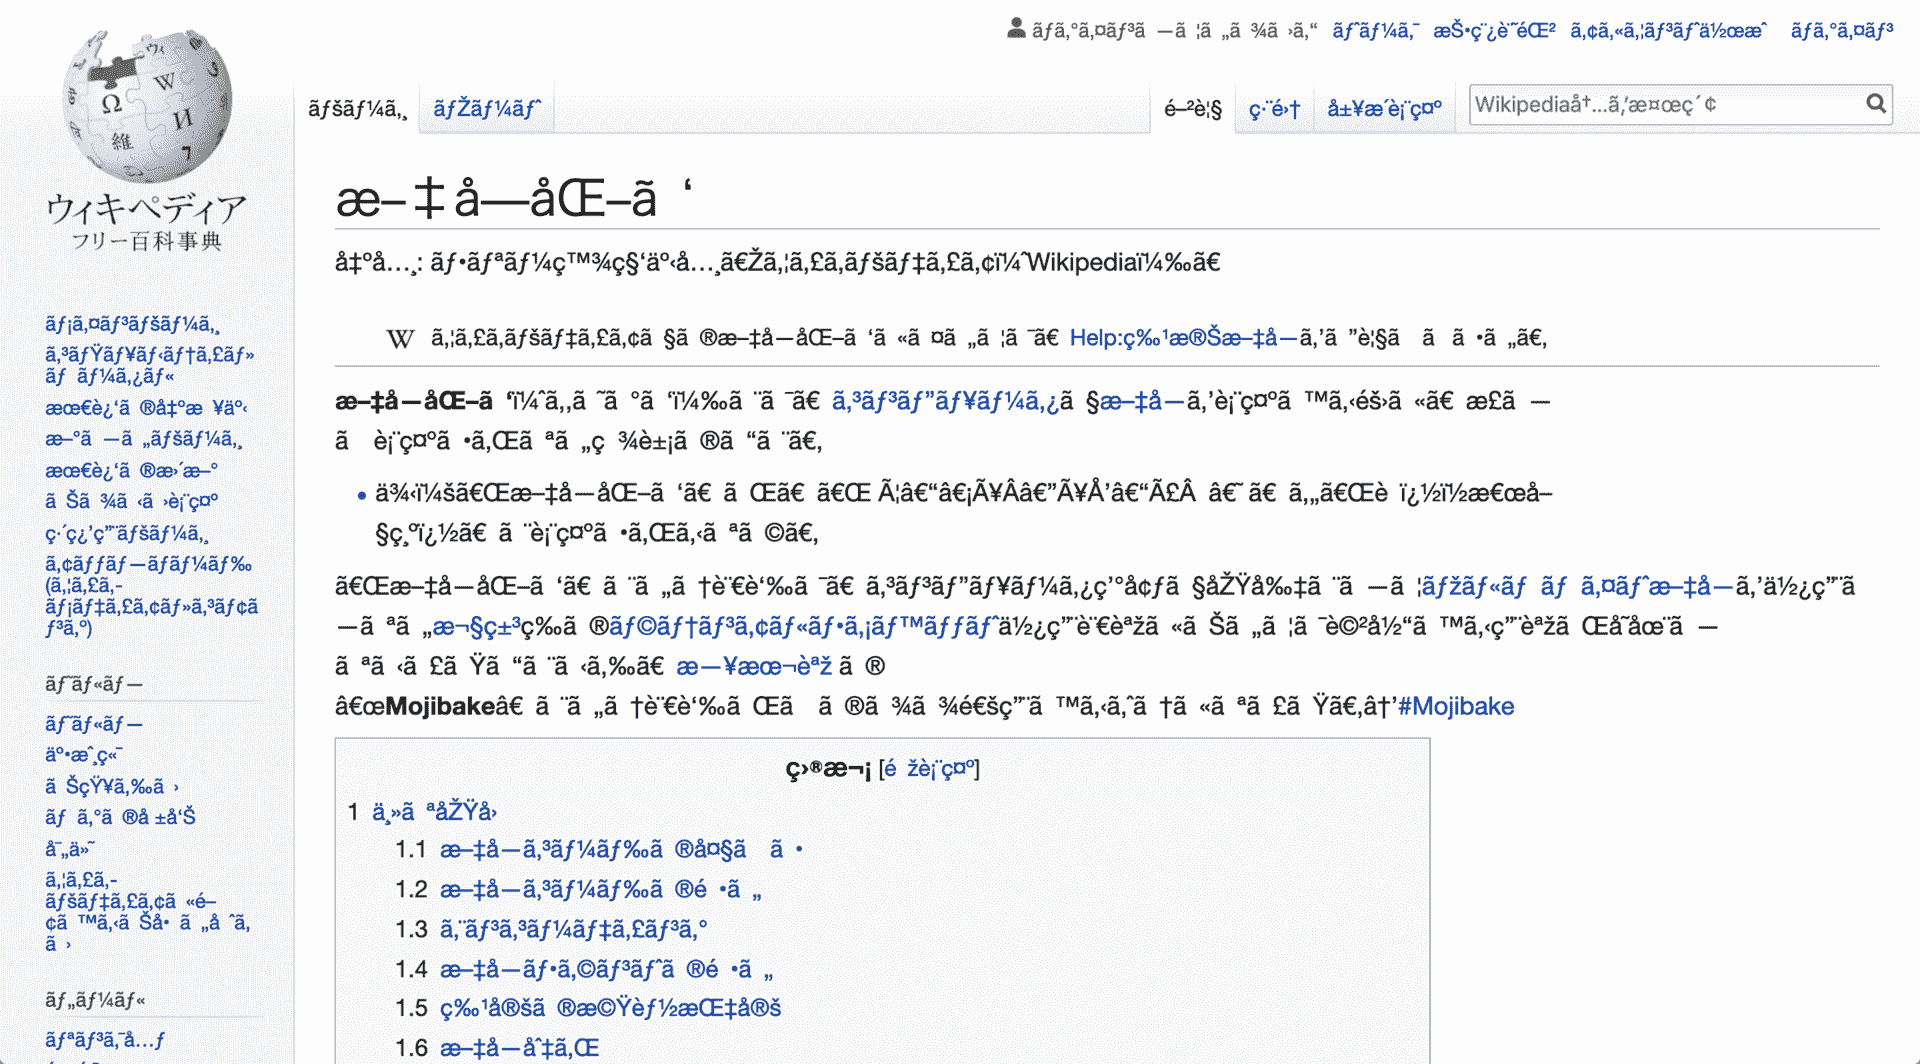 ãƒ­ã‚°ã‚¤ãƒ³ã —ã ¦ã „ã ¾ã ›ã‚“ ãƒˆãƒ¼ã‚¯ æŠ•ç¨¿è¨˜éŒ² ã‚¢ã‚«ã‚¦ãƒ³ãƒˆä½œæˆ ãƒ­ã‚°ã‚¤ãƒ³
ãƒšãƒ¼ã‚¸ ãƒŽãƒ¼ãƒˆ é–²è¦§ ç·¨é›† å±¥æ­´è¡¨ç¤º Wikipediaå†…ã‚’æ¤œç´¢
Ω W И 維 ウィ 7
ウィキペディア
フリー百科事典
æ–‡å­—åŒ–ã ‘
å‡ºå…¸: ãƒ•ãƒªãƒ¼ç™¾ç§‘äº‹å…¸ã€Žã‚¦ã‚£ã‚­ãƒšãƒ‡ã‚£ã‚¢ï¼ˆWikipediaï¼‰ã€
W ã‚¦ã‚£ã‚­ãƒšãƒ‡ã‚£ã‚¢ã §ã ®æ–‡å­—åŒ–ã ‘ã «ã ¤ã „ã ¦ã ¯ã€ Help:ç‰¹æ®Šæ–‡å­—ã‚’ã ”è¦§ã  ã  ã •ã „ã€‚
æ–‡å­—åŒ–ã ‘ï¼ˆã‚‚ã ˜ã °ã ‘ï¼‰ã ¨ã ¯ã€ ã‚³ãƒ³ãƒ”ãƒ¥ãƒ¼ã‚¿ã §æ–‡å­—ã‚’è¡¨ç¤ºã ™ã‚‹éš›ã «ã€ æ­£ã —
ã  è¡¨ç¤ºã •ã‚Œã ªã „ç ¾è±¡ã ®ã “ã ¨ã€‚
ä¾‹ï¼šã€Œæ–‡å­—åŒ–ã ‘ã€ ã Œã€ ã€Œ Ã¦â€“â€¡Ã¥Â­â€”Ã¥Å’â€“Ã£Â â€˜ã€ ã‚„ã€Œè ï¿½ï½­æ€œå–
§ç¸ºï¿½ã€ ã ¨è¡¨ç¤ºã •ã‚Œã‚‹ã ªã ©ã€‚
ã€Œæ–‡å­—åŒ–ã ‘ã€ ã ¨ã „ã †è¨€è‘‰ã ¯ã€ ã‚³ãƒ³ãƒ”ãƒ¥ãƒ¼ã‚¿ç’°å¢ƒã §åŽŸå‰‡ã ¨ã —ã ¦ãƒžãƒ«ãƒ ãƒ ã‚¤ãƒˆæ–‡å­—ã‚’ä½¿ç”¨ã
—ã ªã „æ¬§ç±³ç­‰ã ®ãƒ©ãƒ†ãƒ³ã‚¢ãƒ«ãƒ•ã‚¡ãƒ™ãƒƒãƒˆä½¿ç”¨è¨€èªžã «ã Šã „ã ¦ã ¯è©²å½“ã ™ã‚‹ç”¨èªžã Œå­˜åœ¨ã —
ã ªã ‹ã £ã Ÿã “ã ¨ã ‹ã‚‰ã€ æ—¥æœ¬èªžã ®
â€œMojibakeâ€ ã ¨ã „ã †è¨€è‘‰ã Œã  ã ®ã ¾ã ¾é€šç”¨ã ™ã‚‹ã‚ˆã †ã «ã ªã £ã Ÿã€‚â†’#Mojibake
ç›®æ¬¡ [é žè¡¨ç¤º]
1 ä¸»ã ªåŽŸå›
1.1 æ–‡å­—ã‚³ãƒ¼ãƒ‰ã ®å¤§ã  ã •
1.2 æ–‡å­—ã‚³ãƒ¼ãƒ‰ã ®é •ã „
1.3 ã‚¨ãƒ³ã‚³ãƒ¼ãƒ‡ã‚£ãƒ³ã‚°
1.4 æ–‡å­—ãƒ•ã‚©ãƒ³ãƒˆã ®é •ã „
1.5 ç‰¹å®šã ®æ©Ÿèƒ½æŒ‡å®š
1.6 æ–‡å­—åˆ‡ã‚Œ
ãƒ¡ã‚¤ãƒ³ãƒšãƒ¼ã‚¸
ã‚³ãƒŸãƒ¥ãƒ‹ãƒ†ã‚£ãƒ»
ãƒ ãƒ¼ã‚¿ãƒ«
æœ€è¿‘ã ®å‡ºæ ¥äº‹
æ–°ã —ã „ãƒšãƒ¼ã‚¸
æœ€è¿‘ã ®æ›´æ–°
ã Šã ¾ã ‹ã ›è¡¨ç¤º
ç·´ç¿’ç”¨ãƒšãƒ¼ã‚¸
ã‚¢ãƒƒãƒ—ãƒ­ãƒ¼ãƒ‰
(ã‚¦ã‚£ã‚­
ãƒ¡ãƒ‡ã‚£ã‚¢ãƒ»ã‚³ãƒ¢ã
ƒ³ã‚º)
ãƒ˜ãƒ«ãƒ—
ãƒ˜ãƒ«ãƒ—
äº•æˆ¸ç«¯
ã ŠçŸ¥ã‚‰ã ›
ãƒ ã‚°ã ®å ±å‘Š
å¯„ä»˜
ã‚¦ã‚£ã‚­
ãƒšãƒ‡ã‚£ã‚¢ã «é–
¢ã ™ã‚‹ã Šå• ã „å ˆã‚
ã ›
ãƒ„ãƒ¼ãƒ«
ãƒªãƒ³ã‚¯å…ƒ